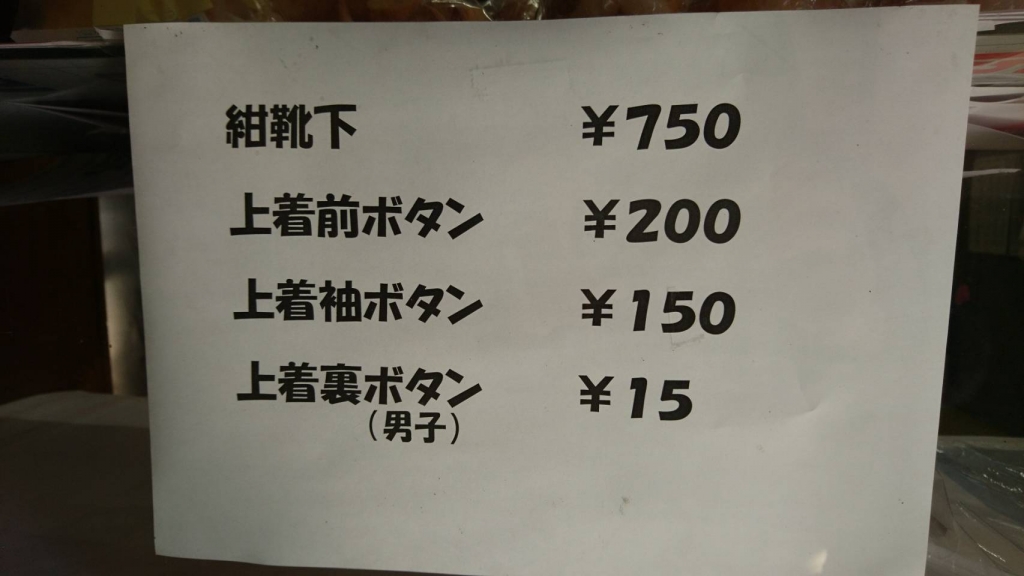 紺靴下 ¥750
上着前ボタン ¥200
上着袖ボタン ¥150
上着裏ボタン ¥15
(男子)